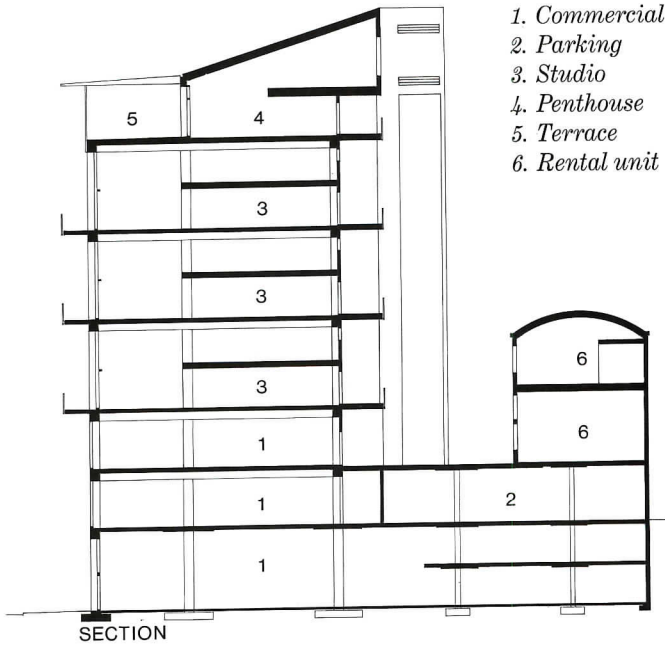 1. Commercial
2. Parking
3. Studio
4. Penthouse
5. Terrace
6. Rental unit
5
4
3
3
3
6
6
1
1
2
1
SECTION